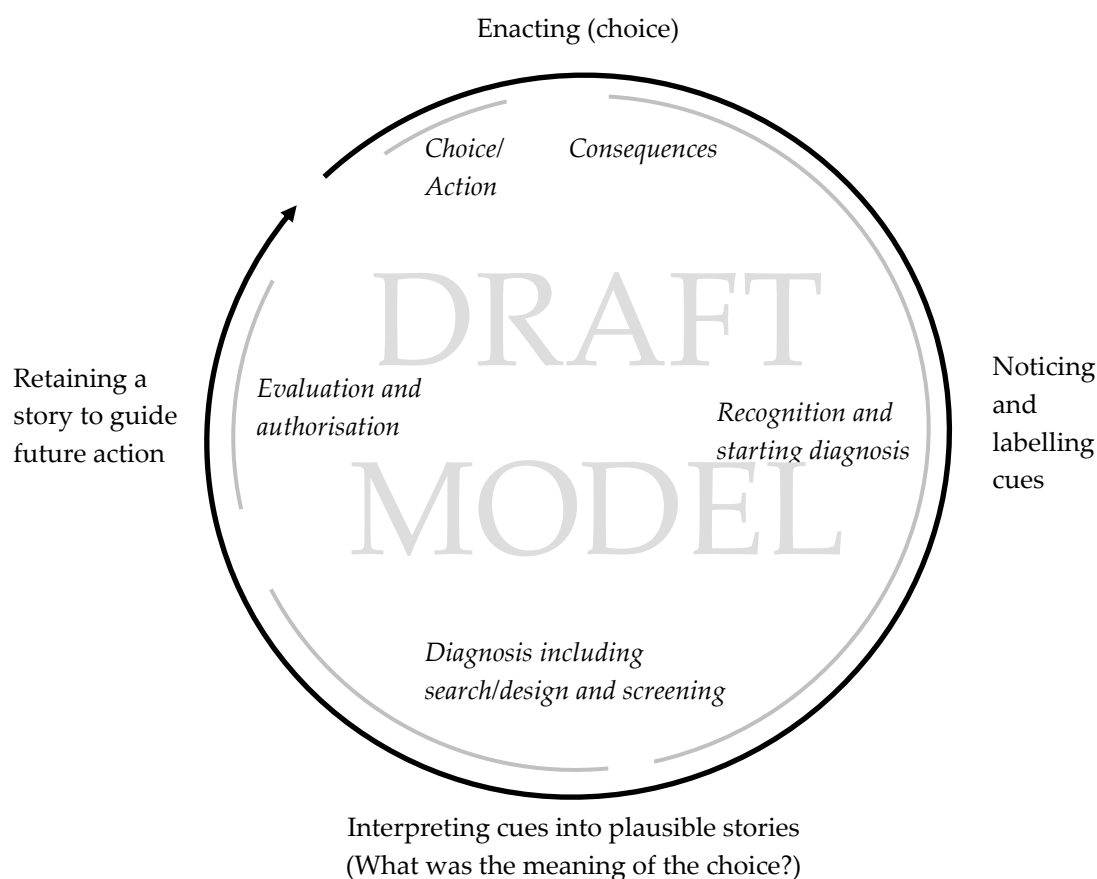 Enacting (choice)
Choice/
Action
Consequences
DRAFT
MODEL
Retaining a
story to guide
future action
Evaluation and
authorisation
Recognition and
starting diagnosis
Noticing
and
labelling
cues
Diagnosis including
search/design and screening
Interpreting cues into plausible stories
(What was the meaning of the choice?)